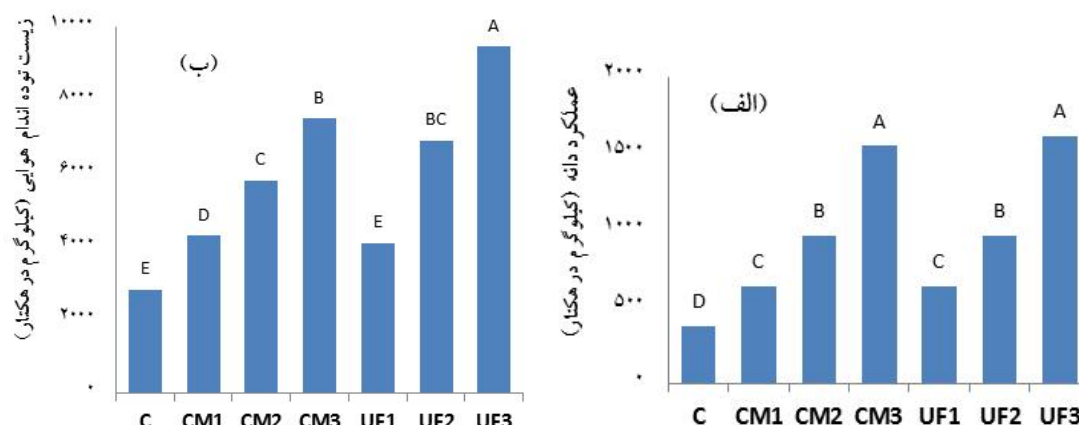 زیست توده اندام هوایی (کیلوگرم در هکتار)
(ب)
۱۰۰۰۰
۸۰۰۰
۶۰۰۰
۴۰۰۰
۲۰۰۰
۰
E
D
C
B
E
BC
A
C CM1 CM2 CM3 UF1 UF2 UF3
عملکرد دانه (کیلوگرم در هکتار)
(الف)
۲۰۰۰
۱۵۰۰
۱۰۰۰
۵۰۰
۰
D
C
B
A
C
B
A
C CM1 CM2 CM3 UF1 UF2 UF3